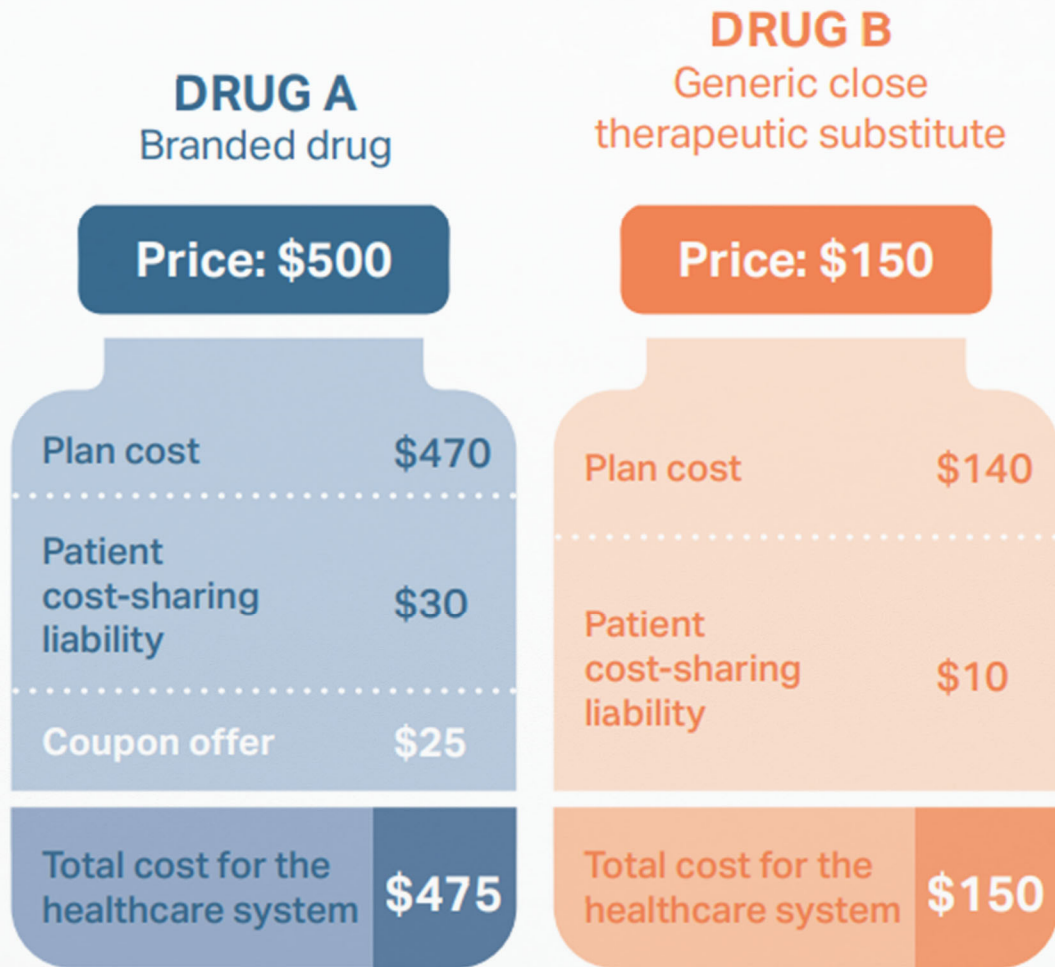 DRUG A
Branded drug
Price: $500
Plan cost $470
Patient
cost-sharing
liability $30
Coupon offer $25
Total cost for the
healthcare system $475
DRUG B
Generic close
therapeutic substitute
Price: $150
Plan cost $140
Patient
cost-sharing
liability $10
Total cost for the
healthcare system $150